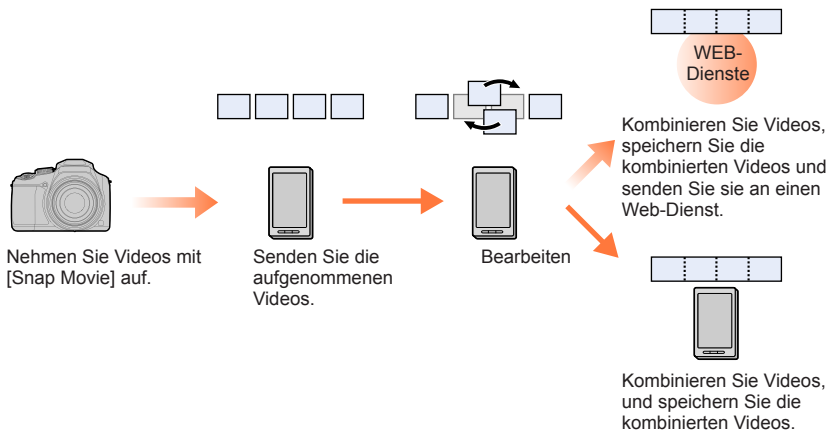 Nehmen Sie Videos mit
[Snap Movie] auf.
Senden Sie die
aufgenommenen
Videos.
Bearbeiten
WEB-
Dienste
Kombinieren Sie Videos,
speichern Sie die
kombinierten Videos und
senden Sie sie an einen
Web-Dienst.
Kombinieren Sie Videos,
und speichern Sie die
kombinierten Videos.